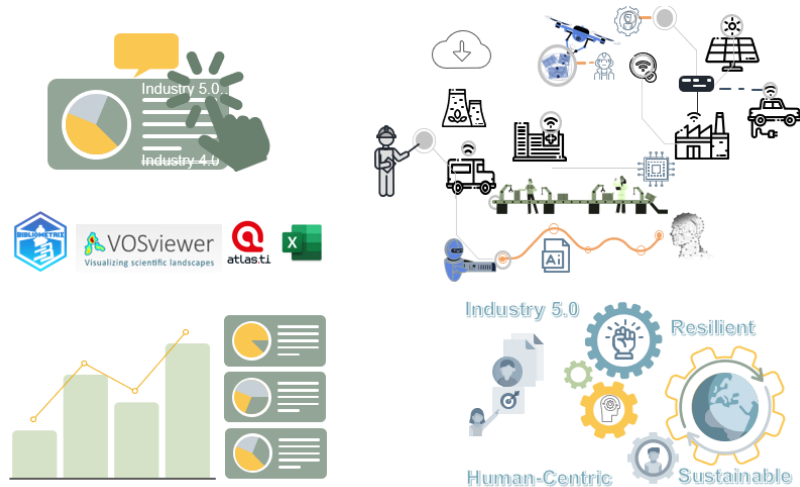 Industry 5.0..
Industry 4.0
BIBLIOMETRIX
VOSviewer
Visualizing scientific landscapes
atlas.ti
X
Ai
Industry 5.0
Resilient
Human-Centric
Sustainable